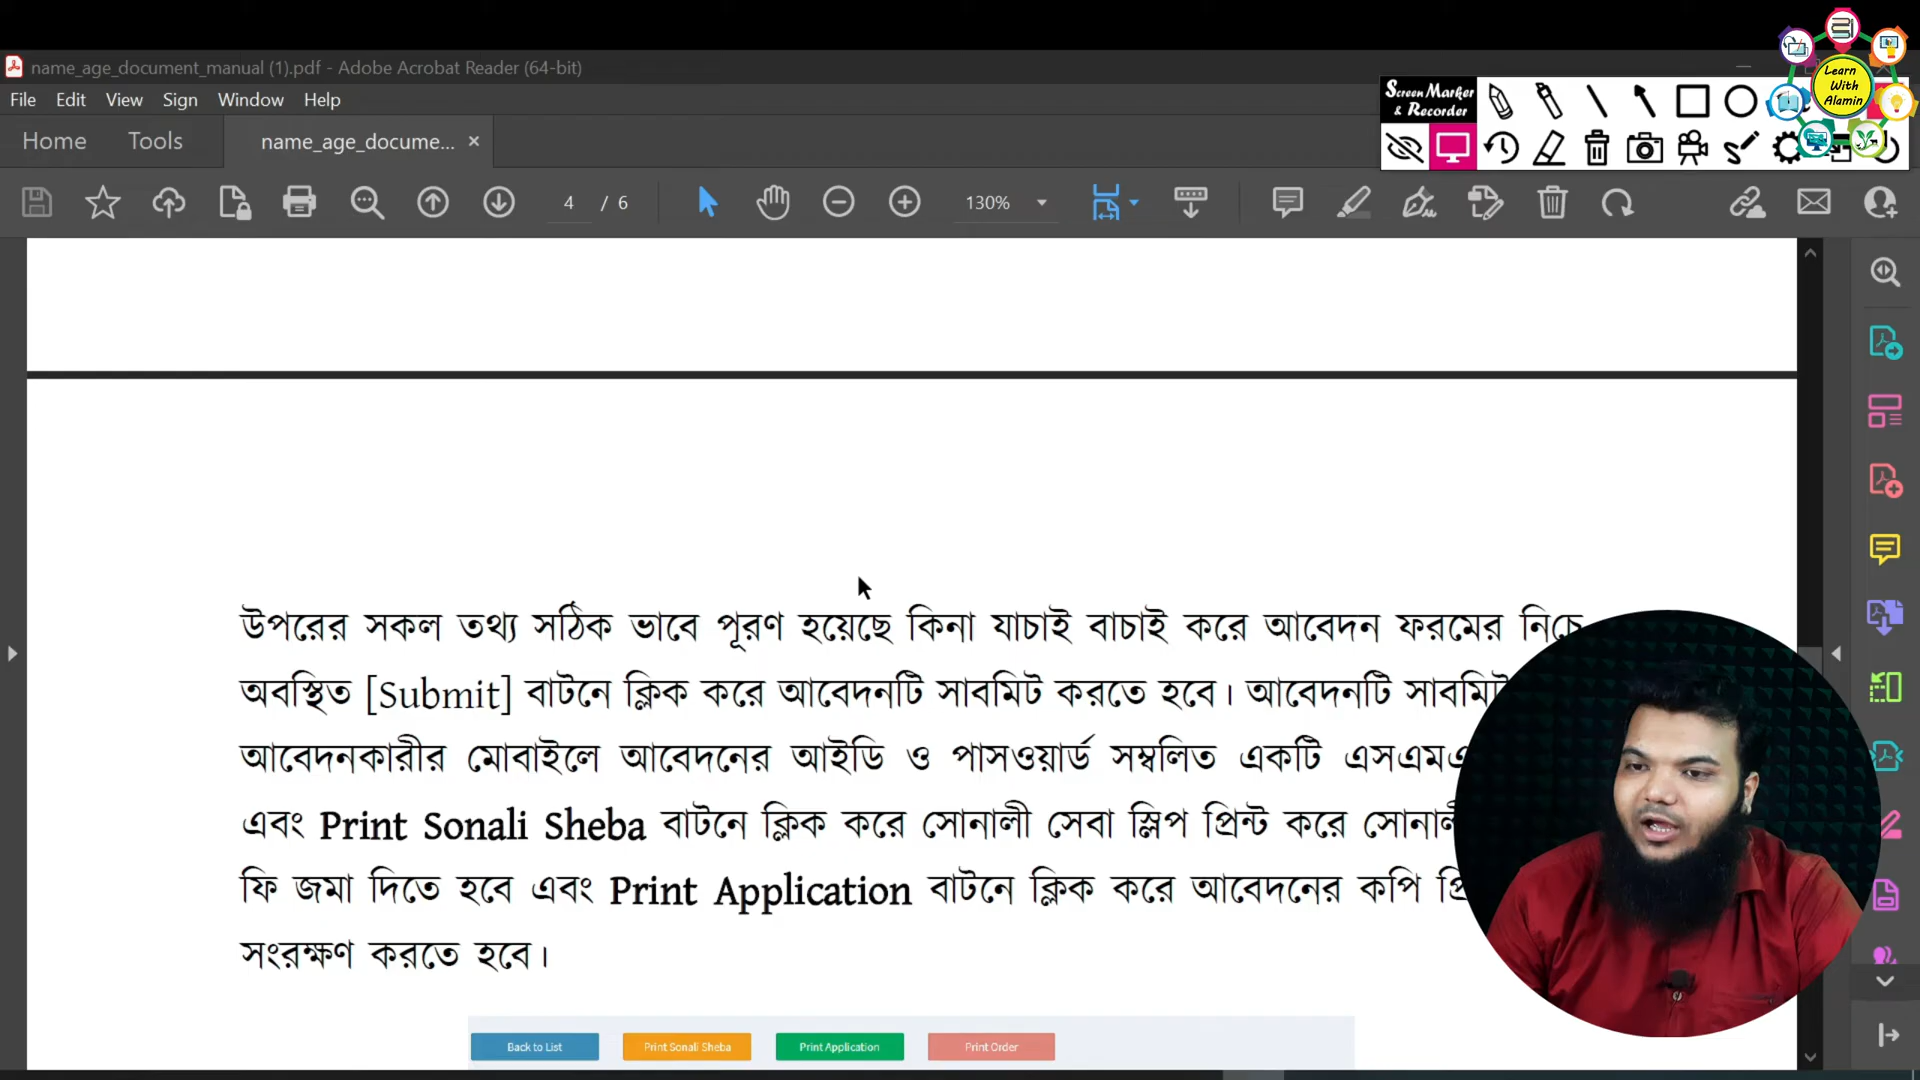 name_age_document_manual (1).pdf - Adobe Acrobat Reader (64-bit)
File Edit View Sign Window Help
Screen Marker
& Recorder
Learn
With
Alamin
Home Tools name_age_docume...
4 / 6 130%
উপরের সকল তথ্য সঠিক ভাবে পূরণ হয়েছে কিনা যাচাই বাচাই করে আবেদন ফরমের নিচে
অবস্থিত [Submit] বাটনে ক্লিক করে আবেদনটি সাবমিট করতে হবে। আবেদনটি সাবমিট
আবেদনকারীর মোবাইলে আবেদনের আইডি ও পাসওয়ার্ড সম্বলিত একটি
এবং Print Sonali Sheba বাটনে ক্লিক করে সোনালী সেবা স্লিপ প্রিন্ট করে
ফি জমা দিতে হবে এবং Print Application বাটনে ক্লিক করে আবেদনের কপি
সংরক্ষণ করতে হবে।
Back to List Print Sonali Sheba Print Application Print Order